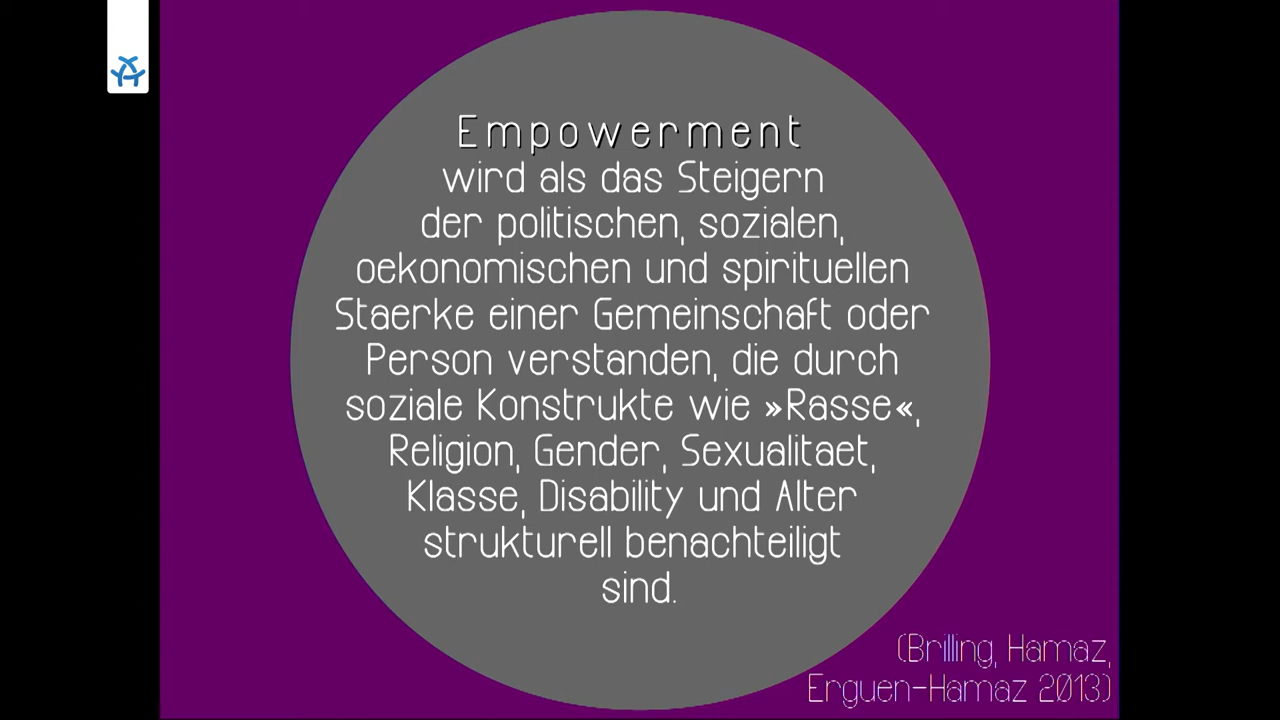 Empowerment
wird als das Steigern
der politischen, sozialen,
oekonomischen und spirituellen
Staerke einer Gemeinschaft oder
Person verstanden, die durch
soziale Konstrukte wie »Rasse«,
Religion, Gender, Sexualitaet,
Klasse, Disability und Alter
strukturell benachteiligt
sind.
(Brilling, Hamaz,
Erguen-Hamaz 2013)